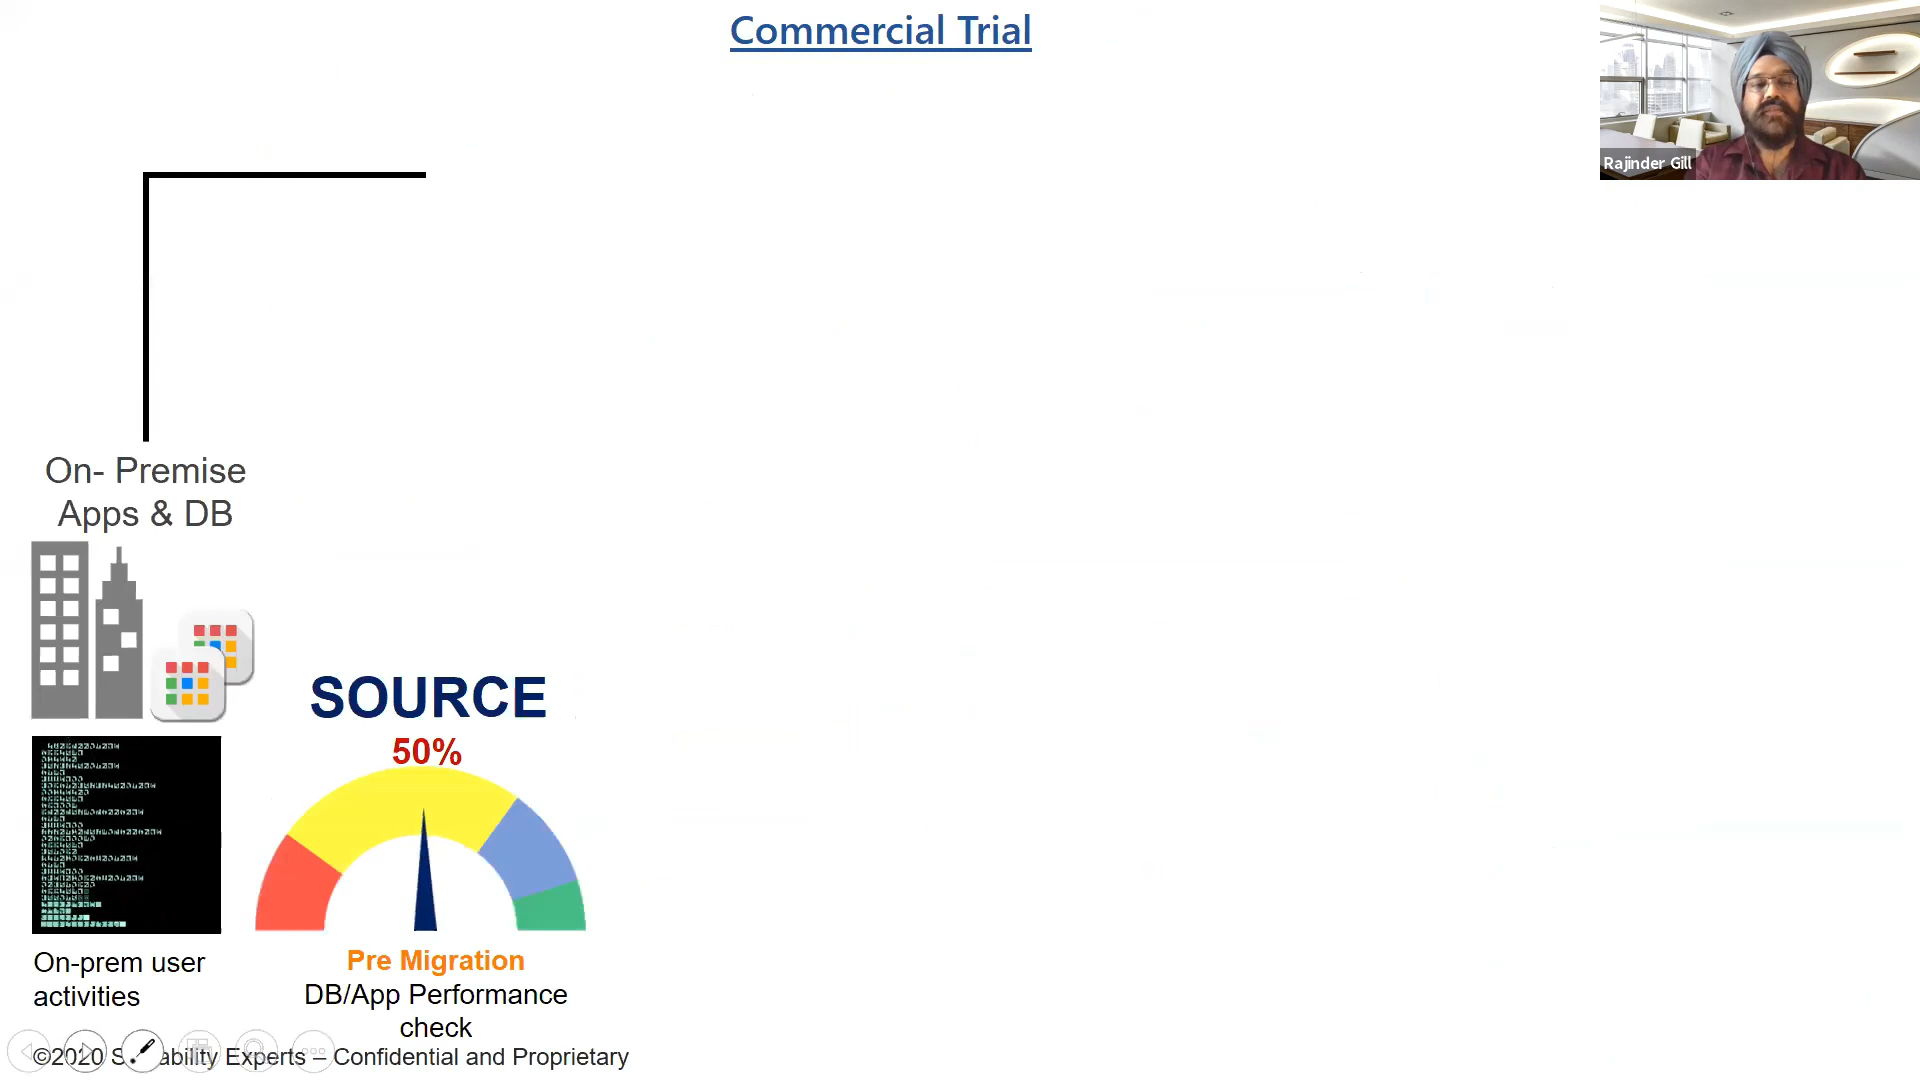 Commercial Trial
Rajinder Gill
On- Premise
Apps & DB
SOURCE
50%
On-prem user
activities
Pre Migration
DB/App Performance
check
©2020 Scalability Experts – Confidential and Proprietary